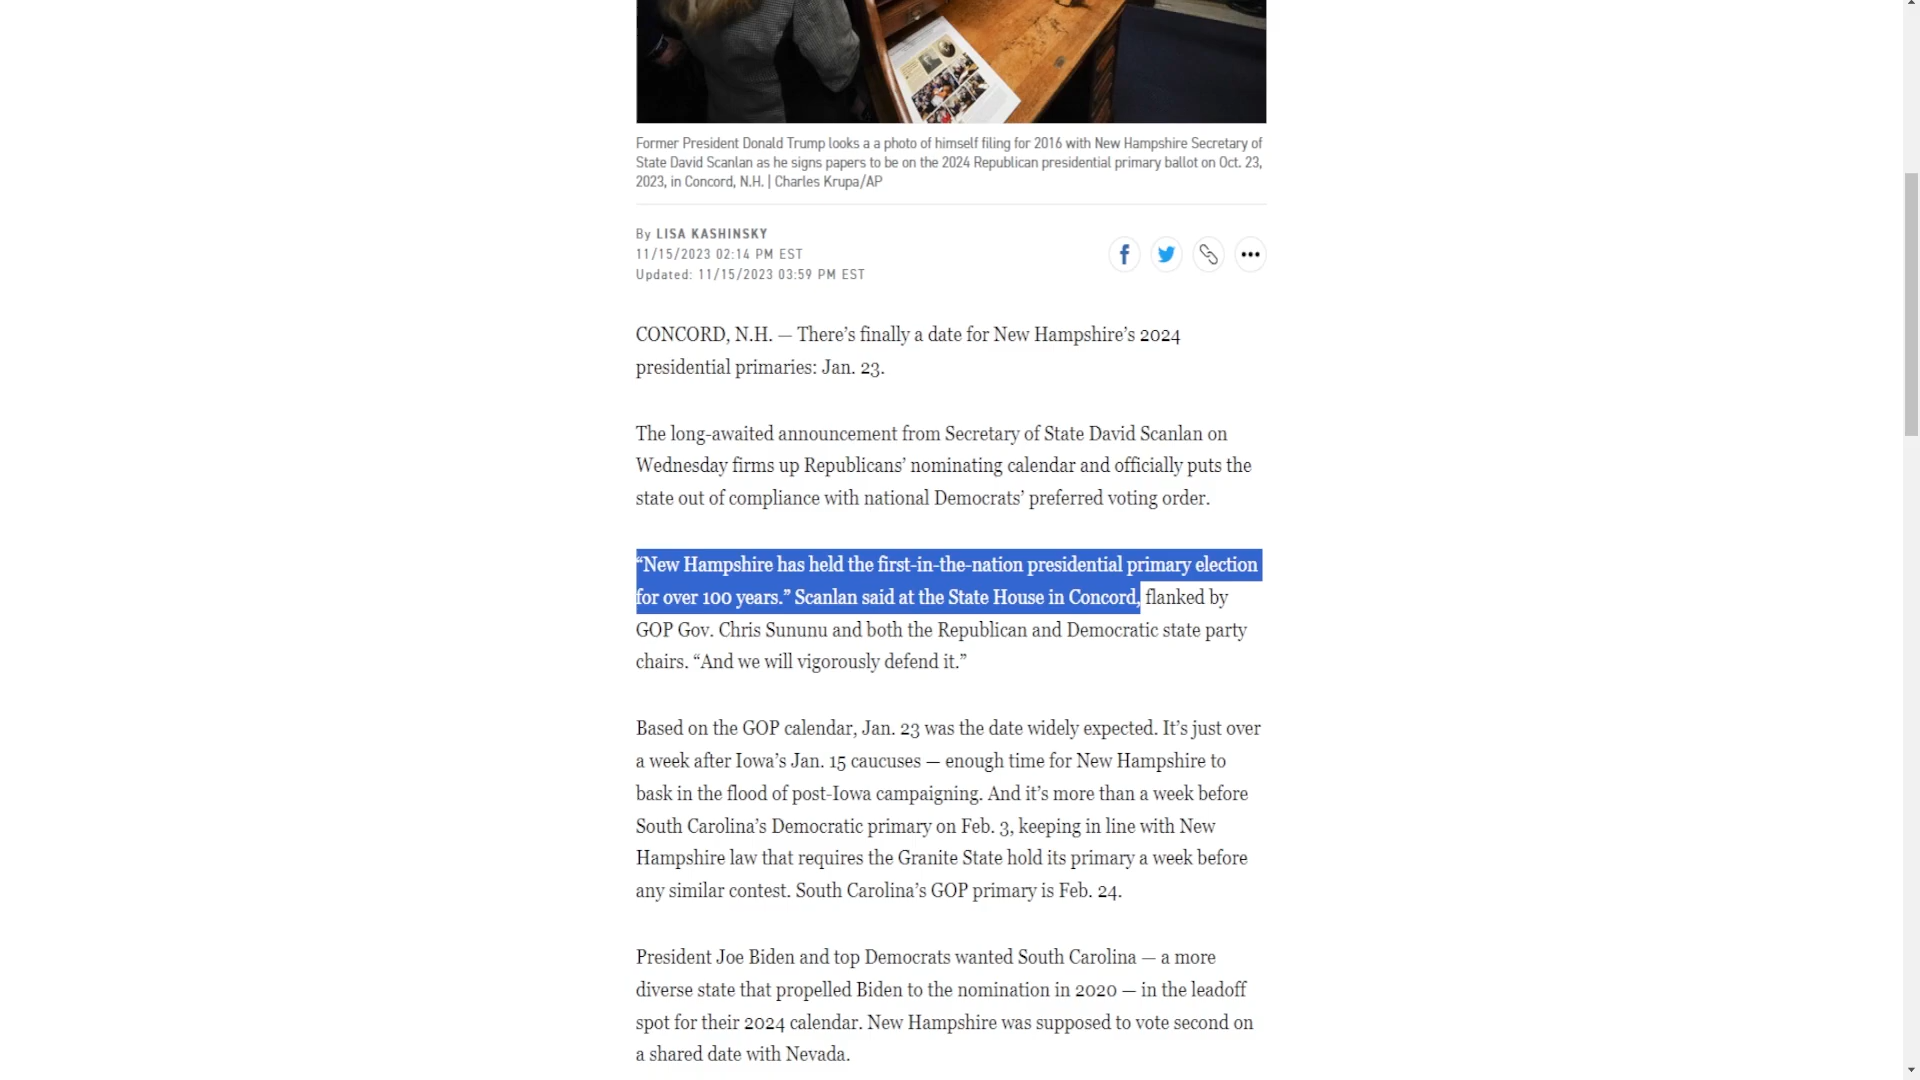 Former President Donald Trump looks a a photo of himself filing for 2016 with New Hampshire Secretary of
State David Scanlan as he signs papers to be on the 2024 Republican presidential primary ballot on Oct. 23,
2023, in Concord, N.H. | Charles Krupa/AP
By LISA KASHINSKY
11/15/2023 02:14 PM EST
Updated: 11/15/2023 03:59 PM EST
CONCORD, N.H. — There’s finally a date for New Hampshire’s 2024
presidential primaries: Jan. 23.
The long-awaited announcement from Secretary of State David Scanlan on
Wednesday firms up Republicans’ nominating calendar and officially puts the
state out of compliance with national Democrats’ preferred voting order.
“New Hampshire has held the first-in-the-nation presidential primary election
for over 100 years.” Scanlan said at the State House in Concord, flanked by
GOP Gov. Chris Sununu and both the Republican and Democratic state party
chairs. “And we will vigorously defend it.”
Based on the GOP calendar, Jan. 23 was the date widely expected. It’s just over
a week after Iowa’s Jan. 15 caucuses — enough time for New Hampshire to
bask in the flood of post-Iowa campaigning. And it’s more than a week before
South Carolina’s Democratic primary on Feb. 3, keeping in line with New
Hampshire law that requires the Granite State hold its primary a week before
any similar contest. South Carolina’s GOP primary is Feb. 24.
President Joe Biden and top Democrats wanted South Carolina — a more
diverse state that propelled Biden to the nomination in 2020 — in the leadoff
spot for their 2024 calendar. New Hampshire was supposed to vote second on
a shared date with Nevada.